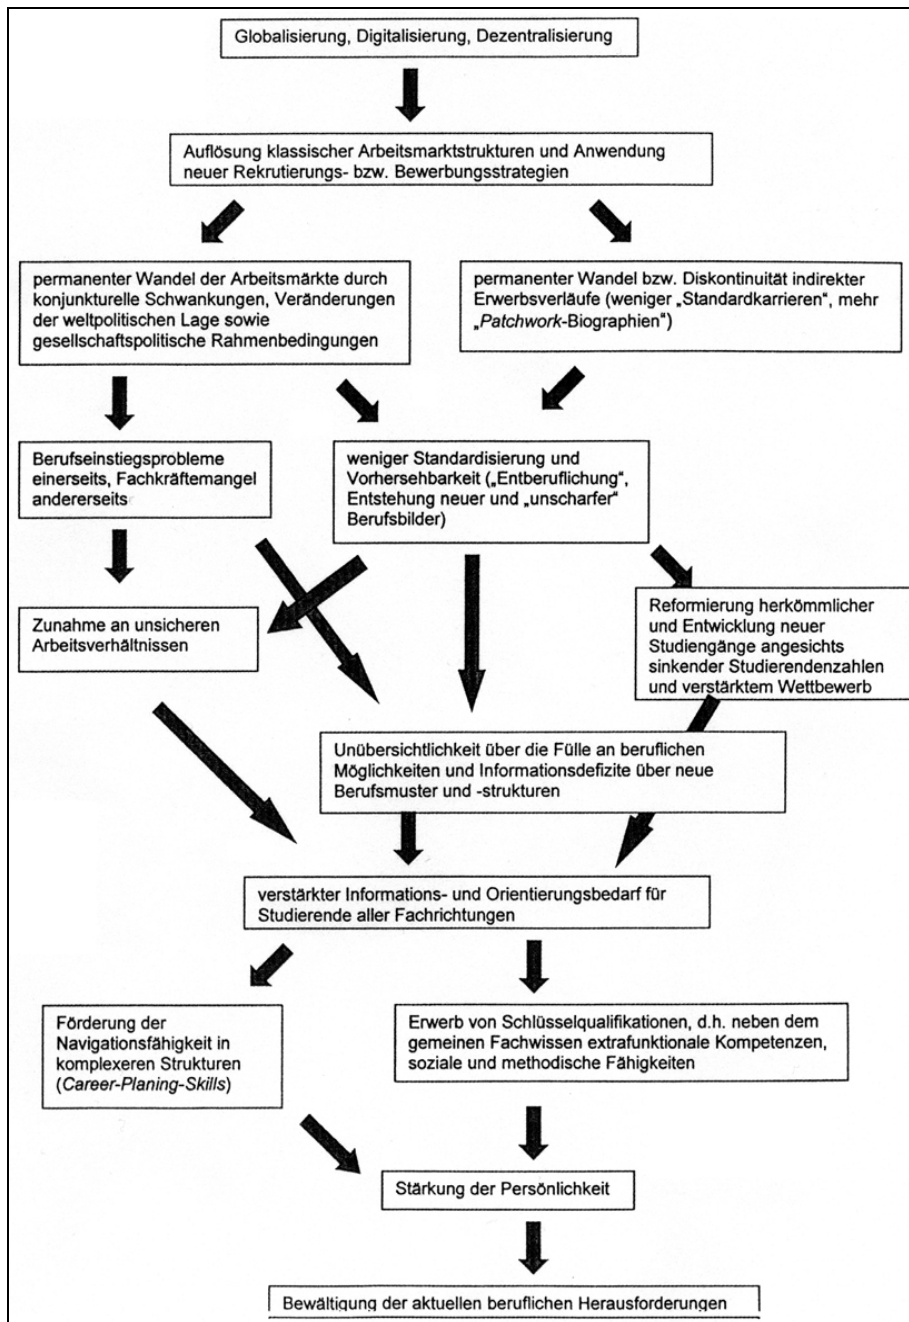 Globalisierung, Digitalisierung, Dezentralisierung
Auflösung klassischer Arbeitsmarktstrukturen und Anwendung
neuer Rekrutierungs- bzw. Bewerbungsstrategien
permanenter Wandel der Arbeitsmärkte durch
konjunkturelle Schwankungen, Veränderungen
der weltpolitischen Lage sowie
gesellschaftspolitische Rahmenbedingungen
permanenter Wandel bzw. Diskontinuität indirekter
Erwerbsverläufe (weniger „Standardkarrieren“, mehr
„Patchwork-Biographien“)
Berufseinstiegsprobleme
einerseits, Fachkräftemangel
andererseits
weniger Standardisierung und
Vorhersehbarkeit („Entberuflichung“,
Entstehung neuer und „unscharfer“
Berufsbilder)
Zunahme an unsicheren
Arbeitsverhältnissen
Reformierung herkömmlicher
und Entwicklung neuer
Studiengänge angesichts
sinkender Studierendenzahlen
und verstärktem Wettbewerb
Unübersichtlichkeit über die Fülle an beruflichen
Möglichkeiten und Informationsdefizite über neue
Berufsmuster und -strukturen
verstärkter Informations- und Orientierungsbedarf für
Studierende aller Fachrichtungen
Förderung der
Navigationsfähigkeit in
komplexeren Strukturen
(Career-Planing-Skills)
Erwerb von Schlüsselqualifikationen, d.h. neben dem
gemeinen Fachwissen extrafunktionale Kompetenzen,
soziale und methodische Fähigkeiten
Stärkung der Persönlichkeit
Bewältigung der aktuellen beruflichen Herausforderungen